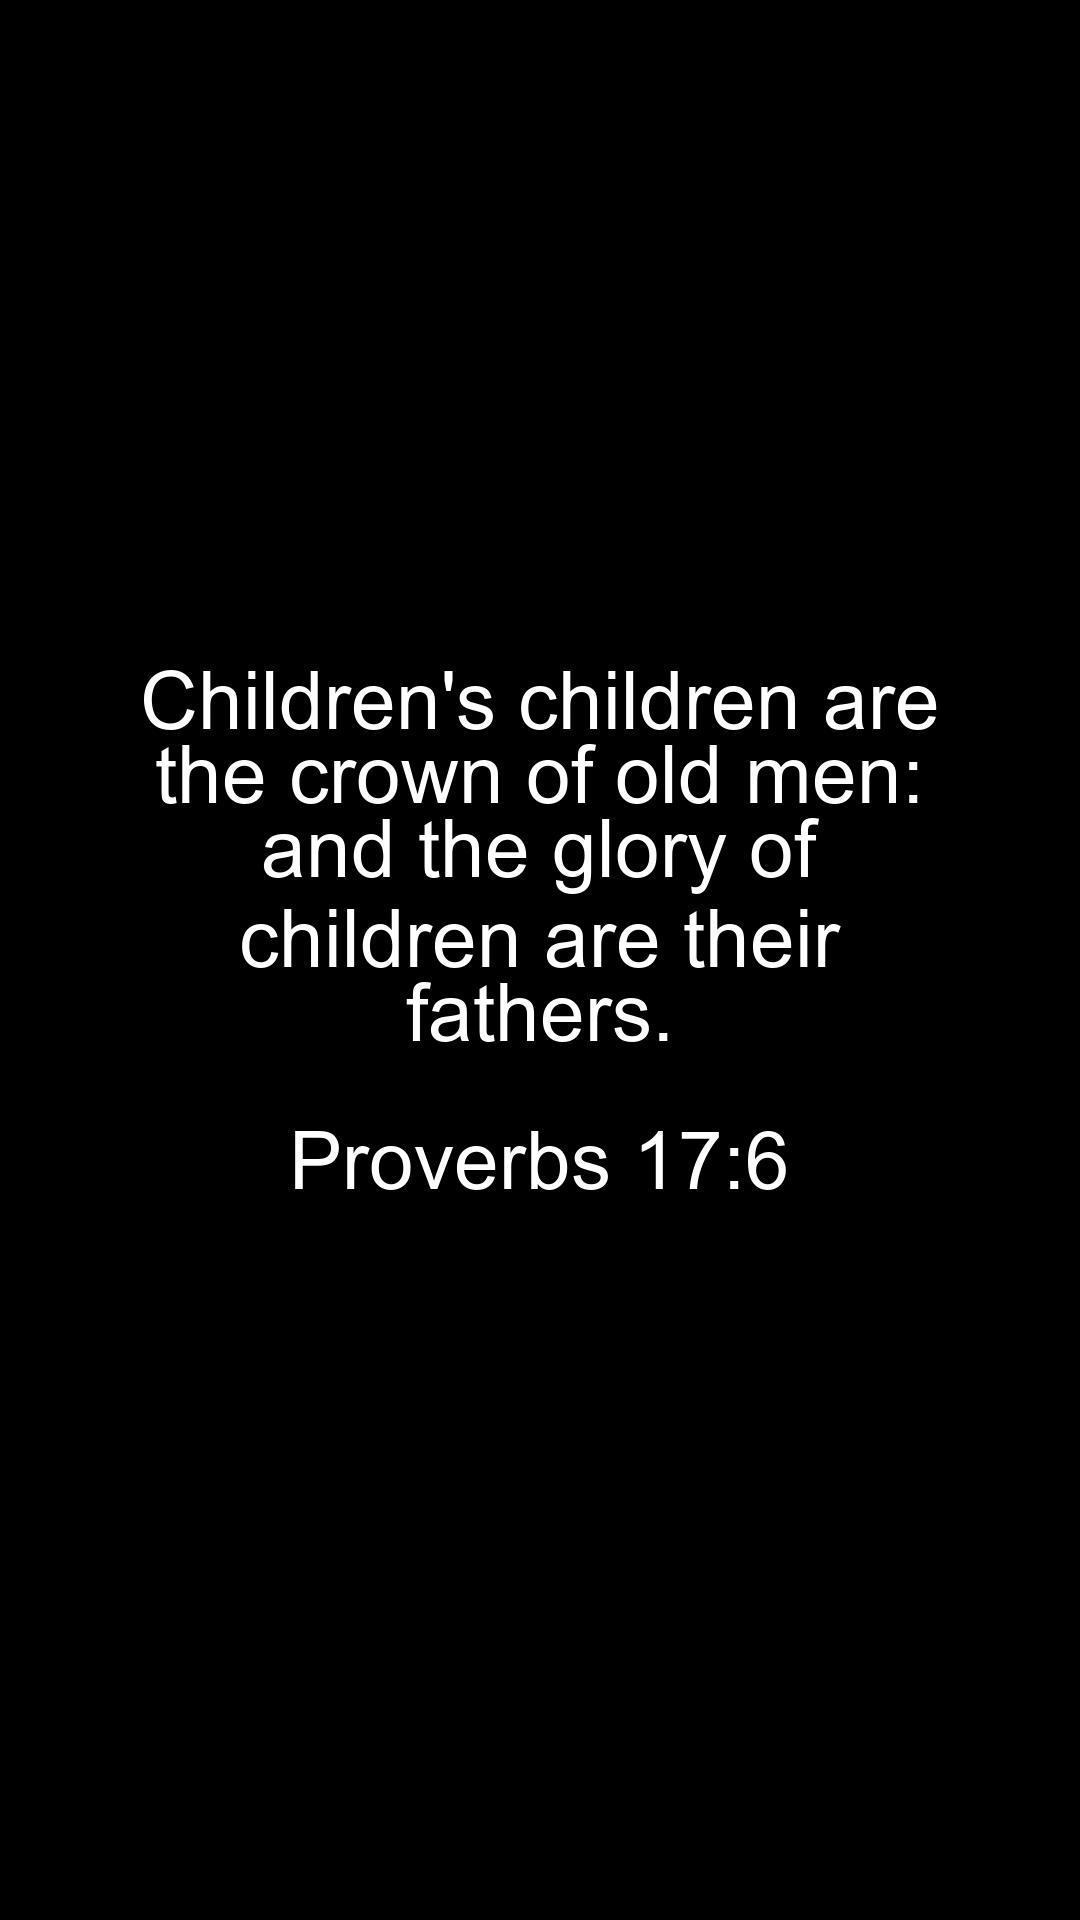 Children's children are
the crown of old men:
and the glory of
children are their
fathers.
Proverbs 17:6